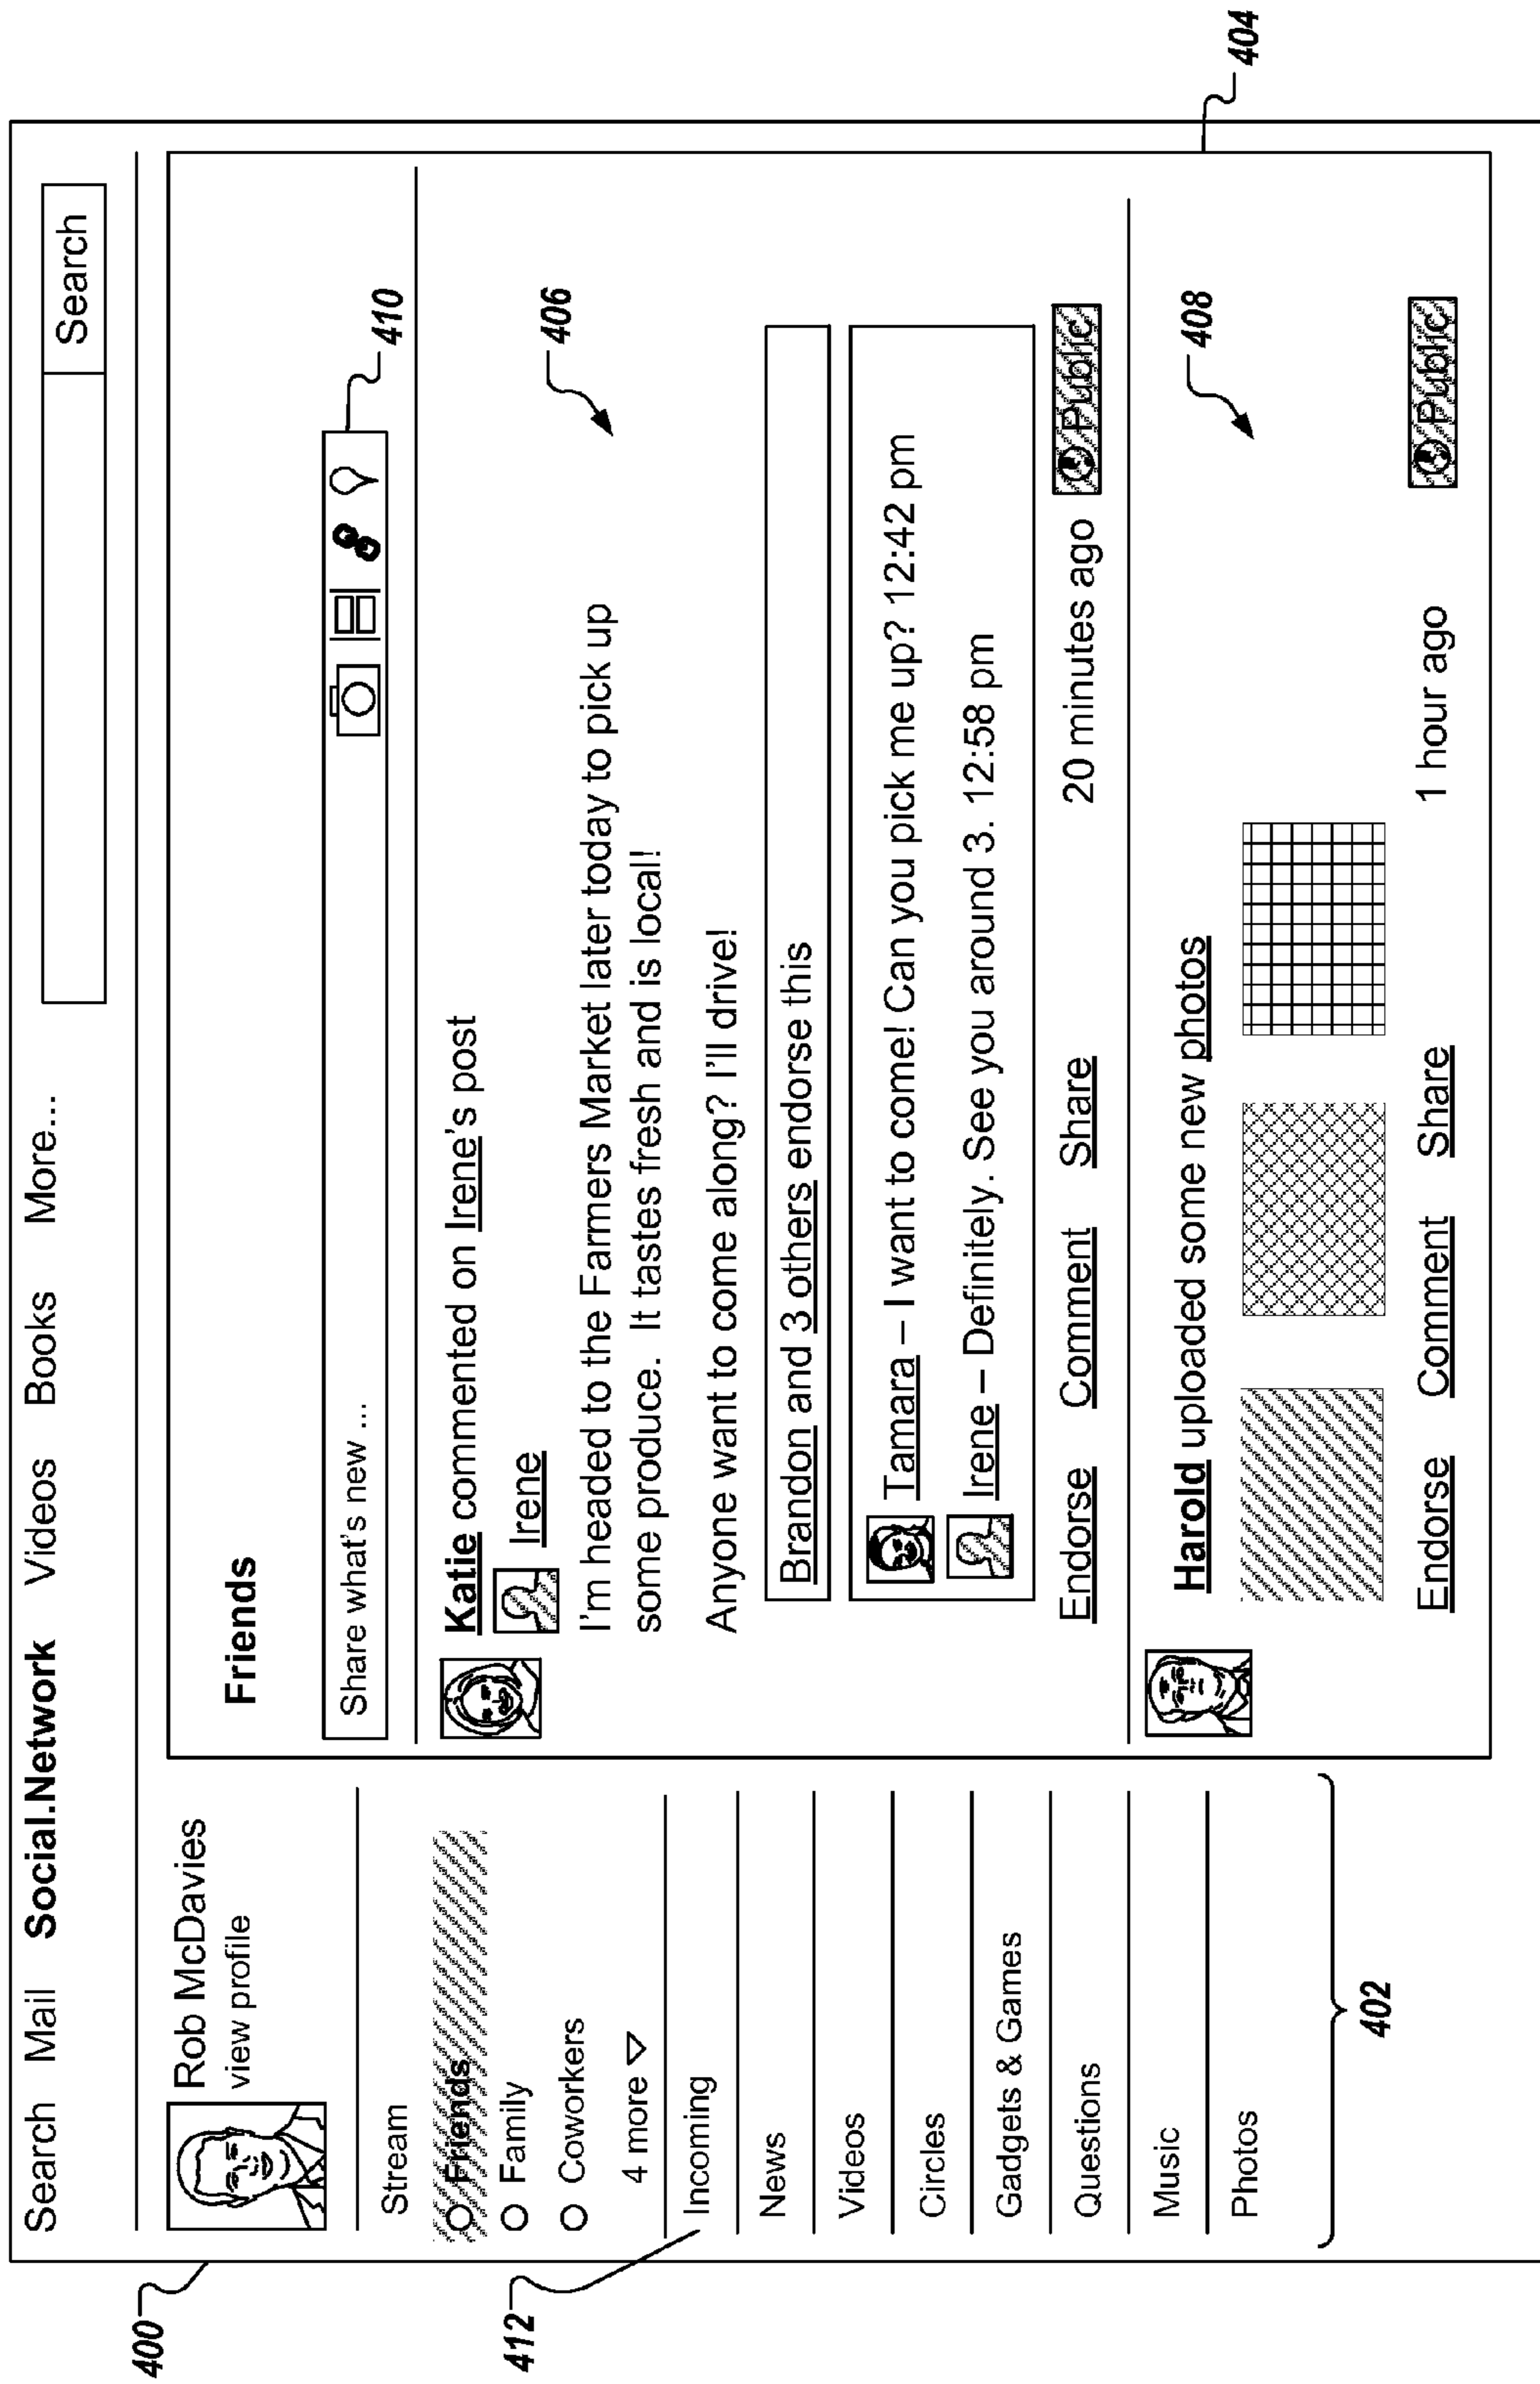 Search Mail Social.Network Videos Books More... Search
400
Rob McDavies
view profile
Stream
Friends
Family
Coworkers
4 more
412
Incoming
News
Videos
Circles
Gadgets & Games
Questions
Music
Photos
402
Friends
Share what's new ...
410
Katie commented on Irene's post
Irene
406
I'm headed to the Farmers Market later today to pick up
some produce. It tastes fresh and is local!
Anyone want to come along? I'll drive!
Brandon and 3 others endorse this
Tamara – I want to come! Can you pick me up? 12:42 pm
Irene – Definitely. See you around 3. 12:58 pm
Endorse Comment Share 20 minutes ago Public
Harold uploaded some new photos
408
Endorse Comment Share 1 hour ago Public
404